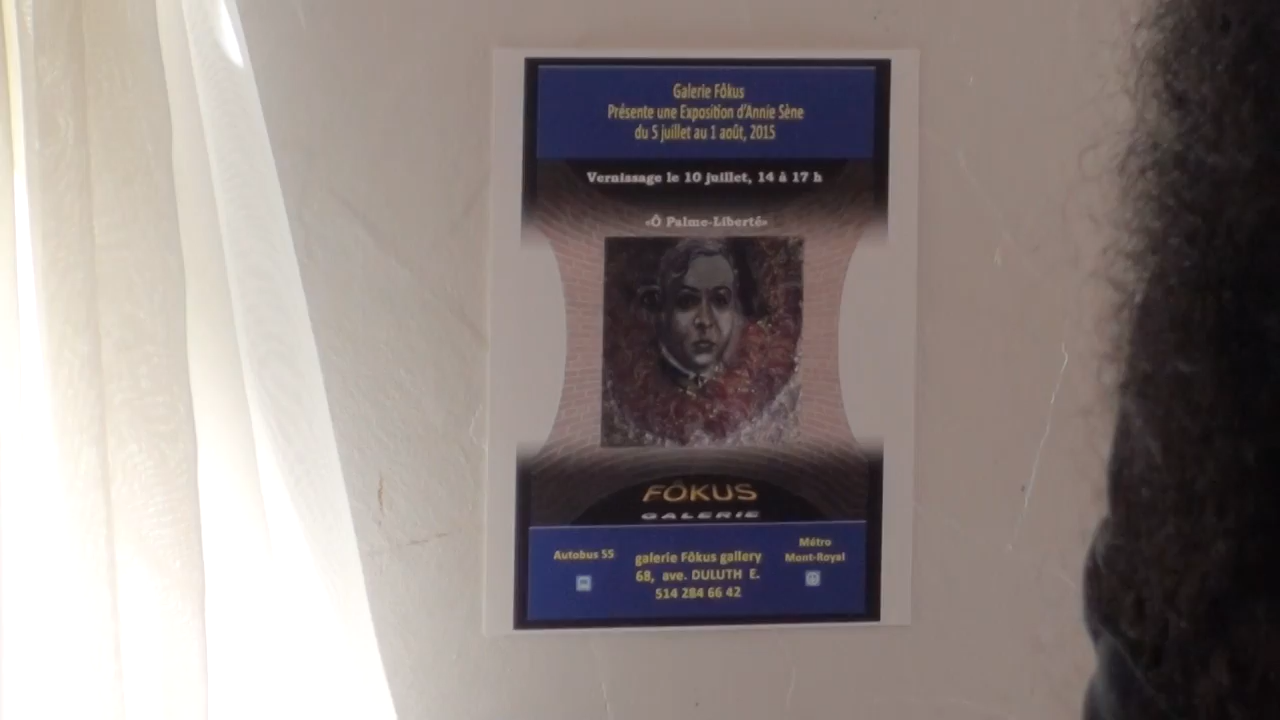 Galerie Fôkus
Présente une Exposition d'Annie Sène
du 5 juillet au 1 août, 2015
Vernissage le 10 juillet, 14 à 17 h
«Ô Palme-Liberté»
FÔKUS
GALERIE
Autobus 55
galerie Fôkus gallery
68, ave. DULUTH E.
514 284 66 42
Métro
Mont-Royal